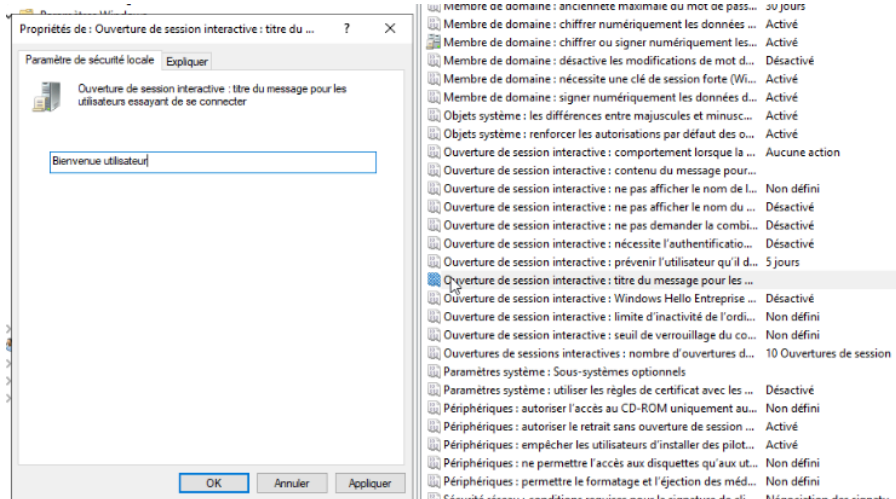 Propriétés de : Ouverture de session interactive : titre du ...
Paramètre de sécurité locale
Expliquer
Ouverture de session interactive : titre du message pour les
utilisateurs essayant de se connecter
Bienvenue utilisateur
OK
Annuler
Appliquer
Membre de domaine : ancienneté maximale du mot de pass... 30 jours
Membre de domaine : chiffrer numériquement les données ... Activé
Membre de domaine : chiffrer ou signer numériquement les... Activé
Membre de domaine : désactive les modifications de mot d... Désactivé
Membre de domaine : nécessite une clé de session forte (Wi... Activé
Membre de domaine : signer numériquement les données d... Activé
Objets système : les différences entre majuscules et minusc... Activé
Objets système : renforcer les autorisations par défaut des o... Activé
Ouverture de session interactive : comportement lorsque la ... Aucune action
Ouverture de session interactive : contenu du message pour...
Ouverture de session interactive : ne pas afficher le nom de l... Non défini
Ouverture de session interactive : ne pas afficher le nom du ... Désactivé
Ouverture de session interactive : ne pas demander la combi... Désactivé
Ouverture de session interactive : nécessite l'authentificatio... Désactivé
Ouverture de session interactive : prévenir l'utilisateur qu'il d... 5 jours
Ouverture de session interactive : titre du message pour les ...
Ouverture de session interactive : Windows Hello Entreprise ... Désactivé
Ouverture de session interactive : limite d'inactivité de l'ordi... Non défini
Ouverture de session interactive : seuil de verrouillage du co... Non défini
Ouvertures de sessions interactives : nombre d'ouvertures d... 10 Ouvertures de session
Paramètres système : Sous-systèmes optionnels
Paramètres système : utiliser les règles de certificat avec les ... Désactivé
Périphériques : autoriser l'accès au CD-ROM uniquement au... Non défini
Périphériques : autoriser le retrait sans ouverture de session ... Activé
Périphériques : empêcher les utilisateurs d'installer des pilot... Activé
Périphériques : ne permettre l'accès aux disquettes qu'aux ut... Non défini
Périphériques : permettre le formatage et l'éjection des méd... Non défini